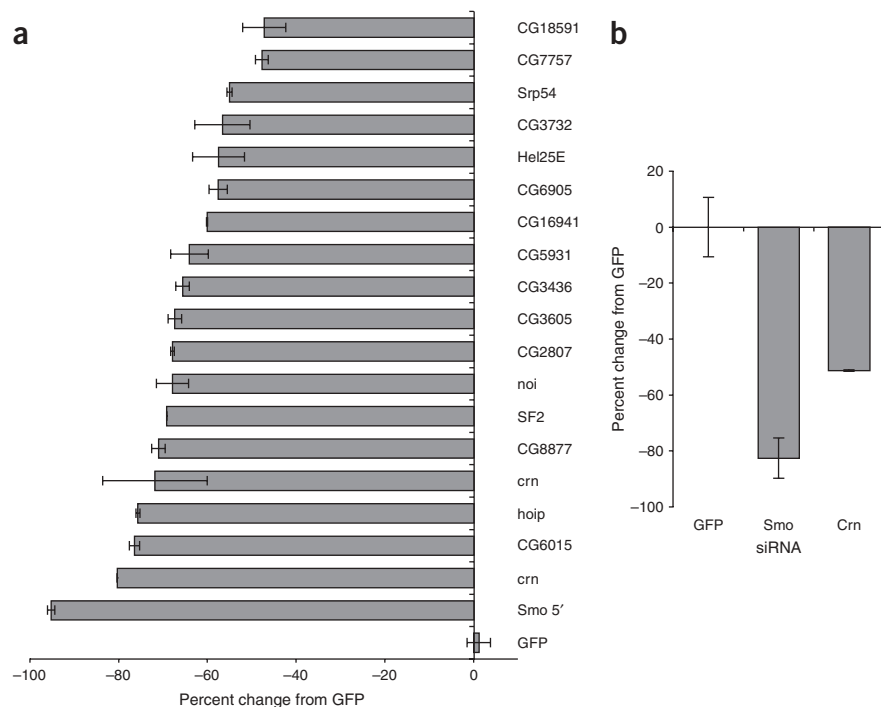 a
CG18591
CG7757
Srp54
CG3732
Hel25E
CG6905
CG16941
CG5931
CG3436
CG3605
CG2807
noi
SF2
CG8877
crn
hoip
CG6015
crn
Smo 5′
GFP
–100 –80 –60 –40 –20 0
Percent change from GFP
b
Percent change from GFP
20
0
–20
–40
–60
–80
–100
GFP Smo Crn
siRNA